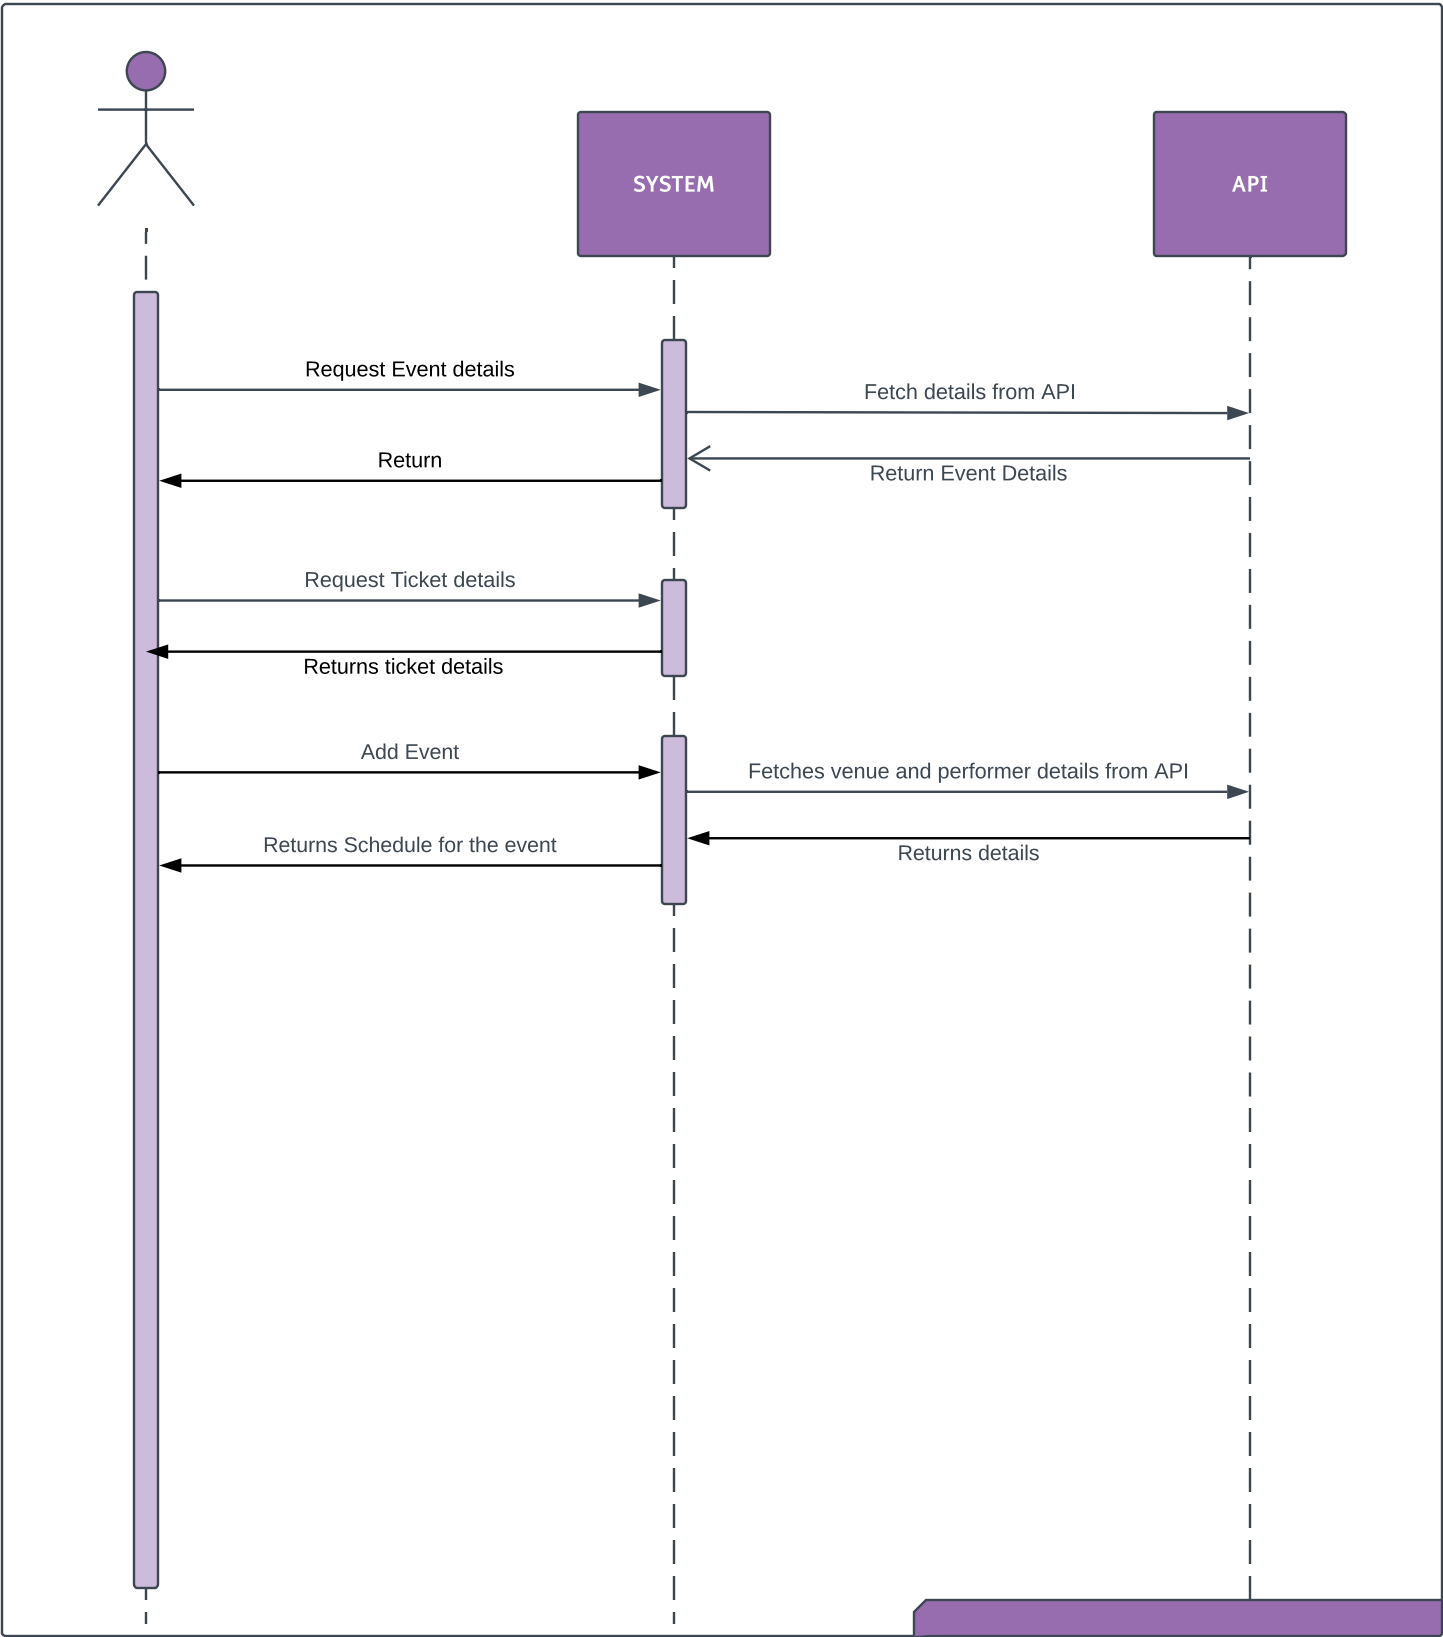 SYSTEM
API
Request Event details
Fetch details from API
Return
Return Event Details
Request Ticket details
Returns ticket details
Add Event
Fetches venue and performer details from API
Returns Schedule for the event
Returns details